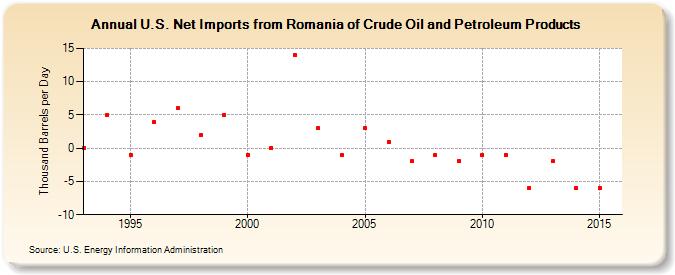 Annual U.S. Net Imports from Romania of Crude Oil and Petroleum Products
Thousand Barrels per Day
15
10
5
0
-5
-10
1995 2000 2005 2010 2015
Source: U.S. Energy Information Administration